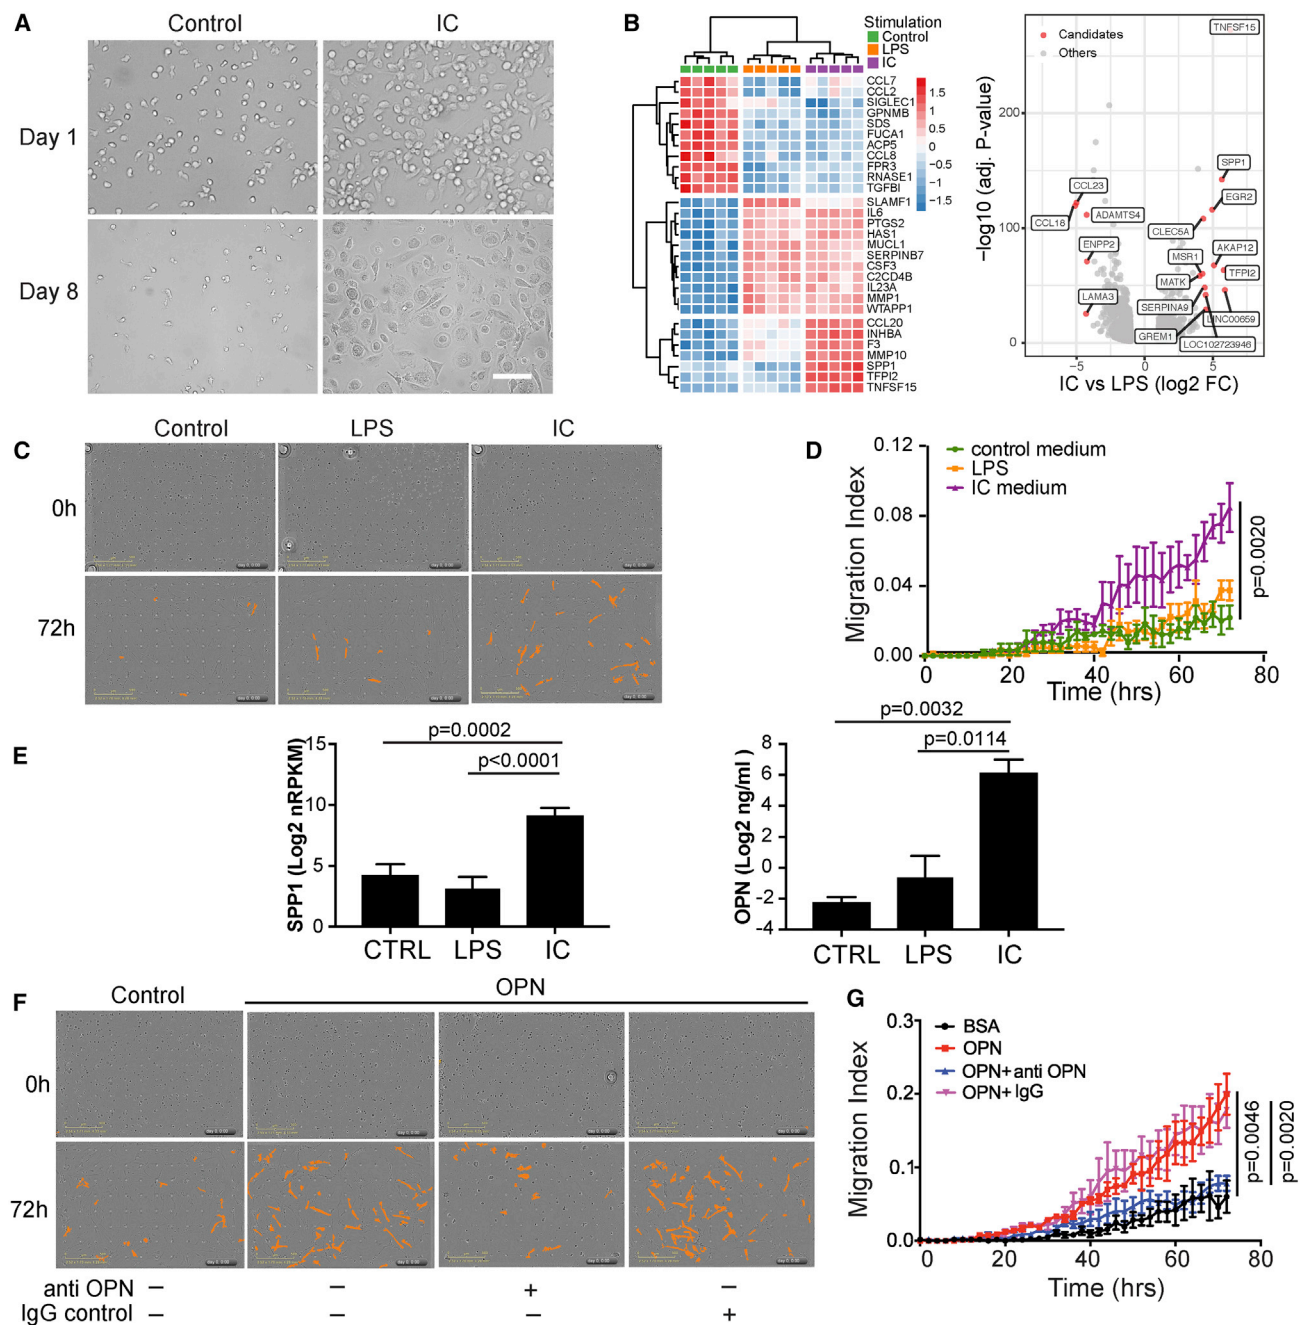 A
Control
IC
Day 1
Day 8
B
Stimulation
Control
LPS
IC
1.5
1
0.5
0
−0.5
−1
−1.5
CCL7
CCL2
SIGLEC1
GPNMB
SDS
FUCA1
ACP5
CCL8
FPR3
RNASE1
TGFBI
SLAMF1
IL6
PTGS2
HAS1
MUCL1
SERPINB7
CSF3
C2CD4B
IL23A
MMP1
WTAPP1
CCL20
INHBA
F3
MMP10
SPP1
TFPI2
TNFSF15
−log10 (adj. P-value)
200
100
0
Candidates
Others
TNFSF15
SPP1
CCL23
EGR2
CCL18
ADAMTS4
CLEC5A
ENPP2
MSR1
AKAP12
MATK
TFPI2
LAMA3
SERPINA9
LINC00659
GREM1
LOC102723946
−5
0
5
IC vs LPS (log2 FC)
C
Control
LPS
IC
0h
72h
D
Migration Index
0.12
0.08
0.04
0.00
control medium
LPS
IC medium
p=0.0020
0
20
40
60
80
Time (hrs)
E
SPP1 (Log2 nRPKM)
15
10
5
0
p=0.0002
p<0.0001
CTRL
LPS
IC
OPN (Log2 ng/ml )
8
6
4
2
0
−2
−4
p=0.0032
p=0.0114
CTRL
LPS
IC
F
Control
OPN
0h
72h
anti OPN − − + −
IgG control − − − +
G
Migration Index
0.3
0.2
0.1
0.0
BSA
OPN
OPN+anti OPN
OPN+IgG
p=0.0046
p=0.0020
0
20
40
60
80
Time (hrs)